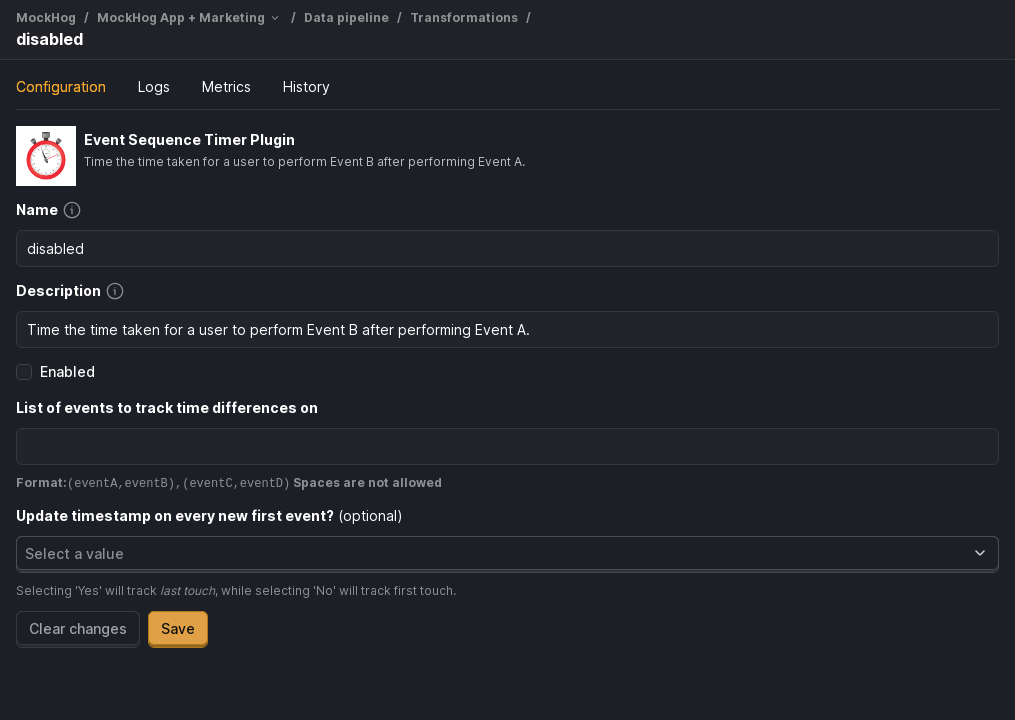 MockHog / MockHog App + Marketing / Data pipeline / Transformations /
disabled
Configuration Logs Metrics History
Event Sequence Timer Plugin
Time the time taken for a user to perform Event B after performing Event A.
Name
disabled
Description
Time the time taken for a user to perform Event B after performing Event A.
Enabled
List of events to track time differences on
Format:(eventA,eventB),(eventC,eventD) Spaces are not allowed
Update timestamp on every new first event? (optional)
Select a value
Selecting 'Yes' will track last touch, while selecting 'No' will track first touch.
Clear changes Save